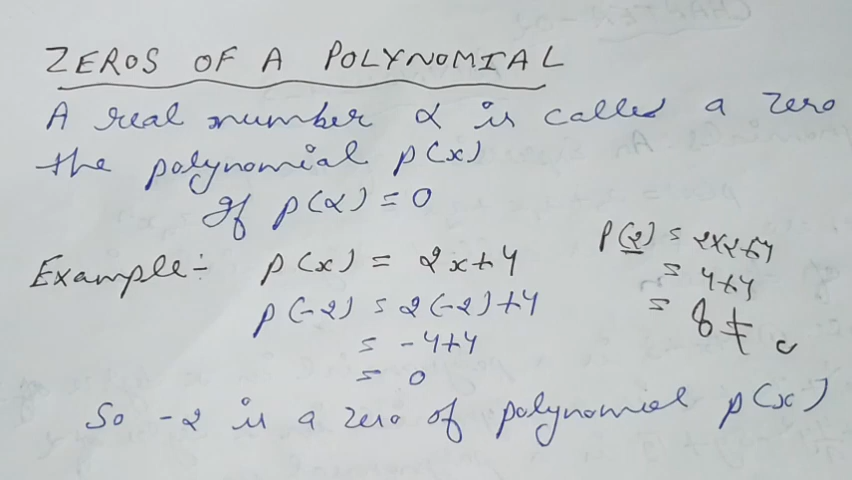 ZEROS OF A POLYNOMIAL
A real number α is called a zero
the polynomial p(x)
If p(α) = 0
Example:- p(x) = 2x+4
p(-2) = 2(-2)+4
= -4+4
= 0
P(2) = 2x2+4
= 4+4
= 8 ≠ 0
So -2 is a zero of polynomial p(x)